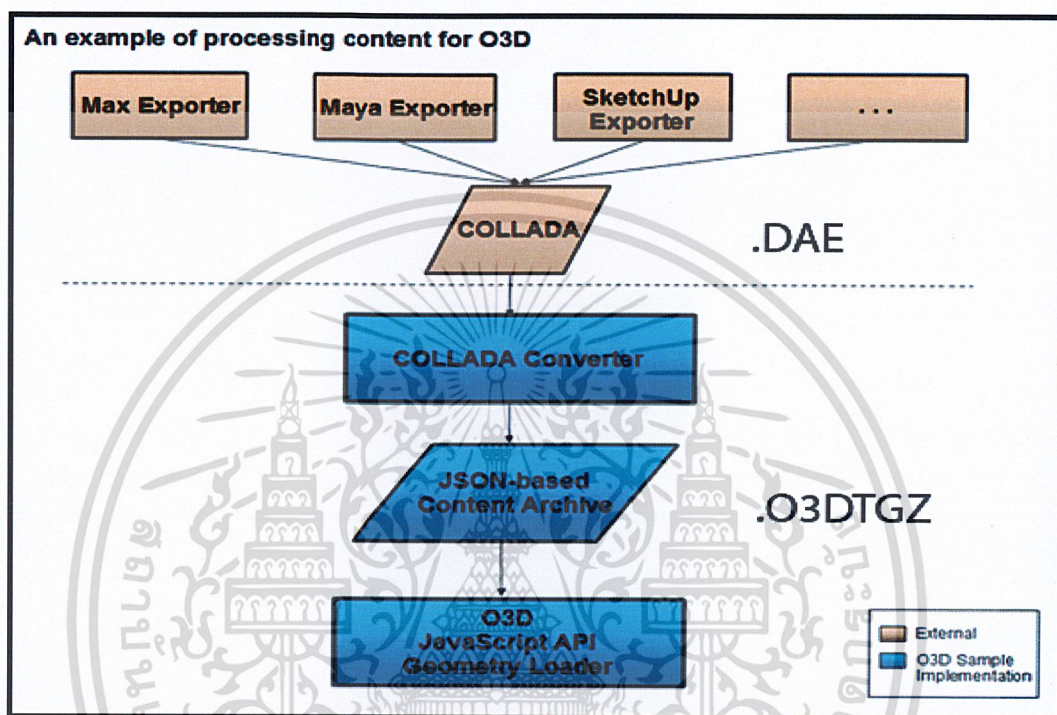 An example of processing content for O3D
Max Exporter
Maya Exporter
SketchUp
Exporter
...
COLLADA
.DAE
COLLADA Converter
JSON-based
Content Archive
.O3DTGZ
O3D
JavaScript API
Geometry Loader
External
O3D Sample
Implementation